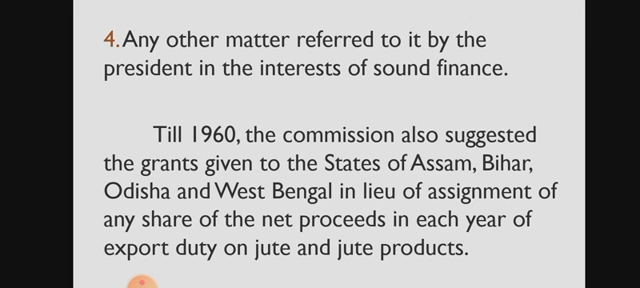 4.Any other matter referred to it by the
president in the interests of sound finance.
Till 1960, the commission also suggested
the grants given to the States of Assam, Bihar,
Odisha and West Bengal in lieu of assignment of
any share of the net proceeds in each year of
export duty on jute and jute products.